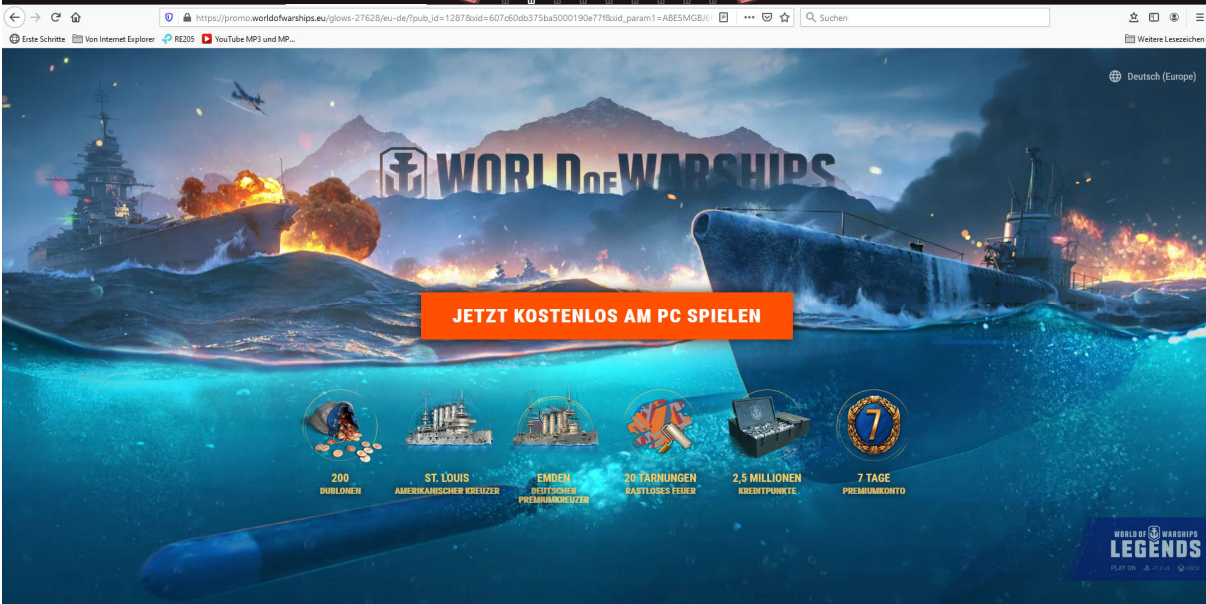 https://promo.worldofwarships.eu/glows-27628/eu-de/?pub_id=1287&xid=607c60db375ba5000190e77f&xid_param1=ABE5MGBJ6/
Suchen
Erste Schritte
Von Internet Explorer
RE205
YouTube MP3 und MP...
Weitere Lesezeichen
Deutsch (Europe)
WORLD OF WARSHIPS
JETZT KOSTENLOS AM PC SPIELEN
7
200
DUBLONEN
ST. LOUIS
AMERIKANISCHER KREUZER
EMDEN
DEUTSCHER
PREMIUMKREUZER
20 TARNUNGEN
RASTLOSES FEUER
2,5 MILLIONEN
KREDITPUNKTE
7 TAGE
PREMIUMKONTO
WORLD OF WARSHIPS
LEGENDS
PLAY ON PS4 XBOX